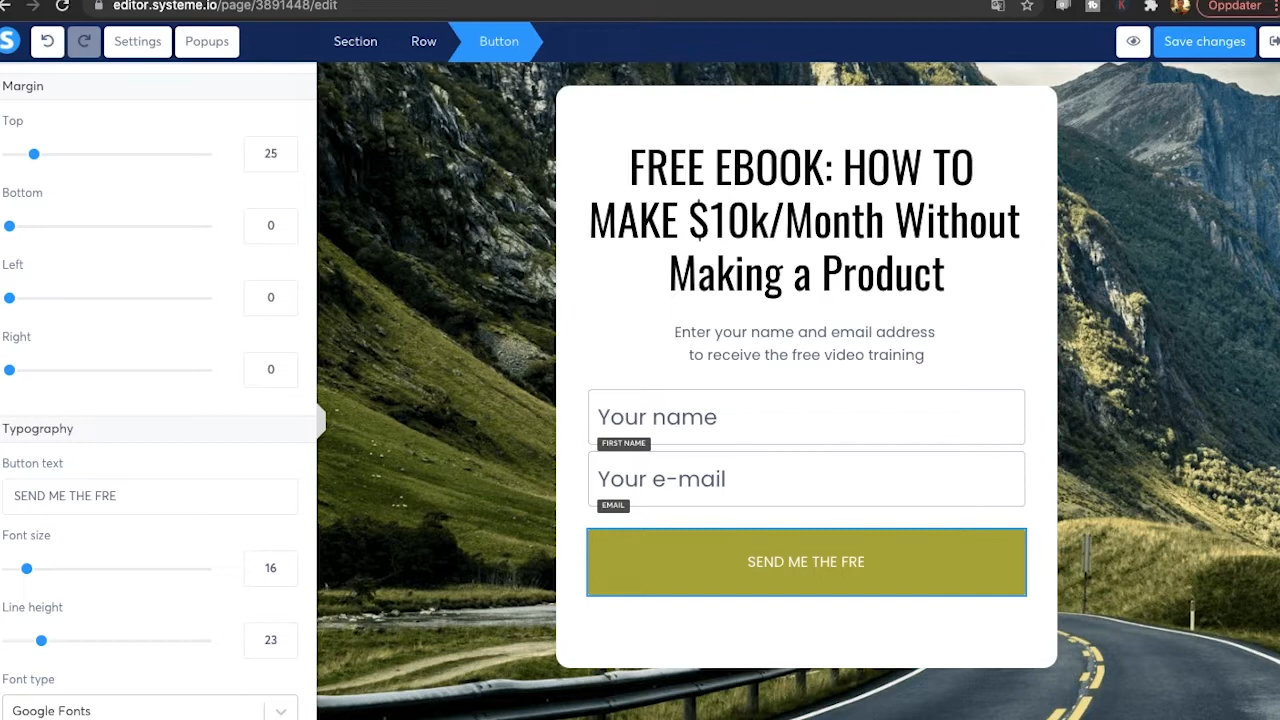 editor.systeme.io/page/3891448/edit
Oppdater
S
Settings
Popups
Section
Row
Button
Save changes
Margin
Top
25
Bottom
0
Left
0
Right
0
Typography
Button text
SEND ME THE FRE
Font size
16
Line height
23
Font type
Google Fonts
FREE EBOOK: HOW TO
MAKE $10k/Month Without
Making a Product
Enter your name and email address
to receive the free video training
Your name
FIRST NAME
Your e-mail
EMAIL
SEND ME THE FRE